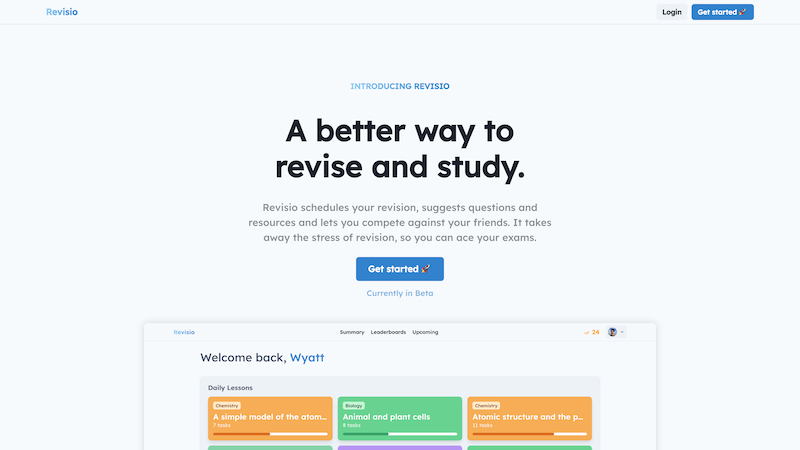 Revisio
Login
Get started 🚀
INTRODUCING REVISIO
A better way to
revise and study.
Revisio schedules your revision, suggests questions and
resources and lets you compete against your friends. It takes
away the stress of revision, so you can ace your exams.
Get started 🚀
Currently in Beta
Revisio
Summary Leaderboards Upcoming
24
Welcome back, Wyatt
Daily Lessons
Chemistry
A simple model of the atom...
7 tasks
Biology
Animal and plant cells
8 tasks
Chemistry
Atomic structure and the p...
11 tasks